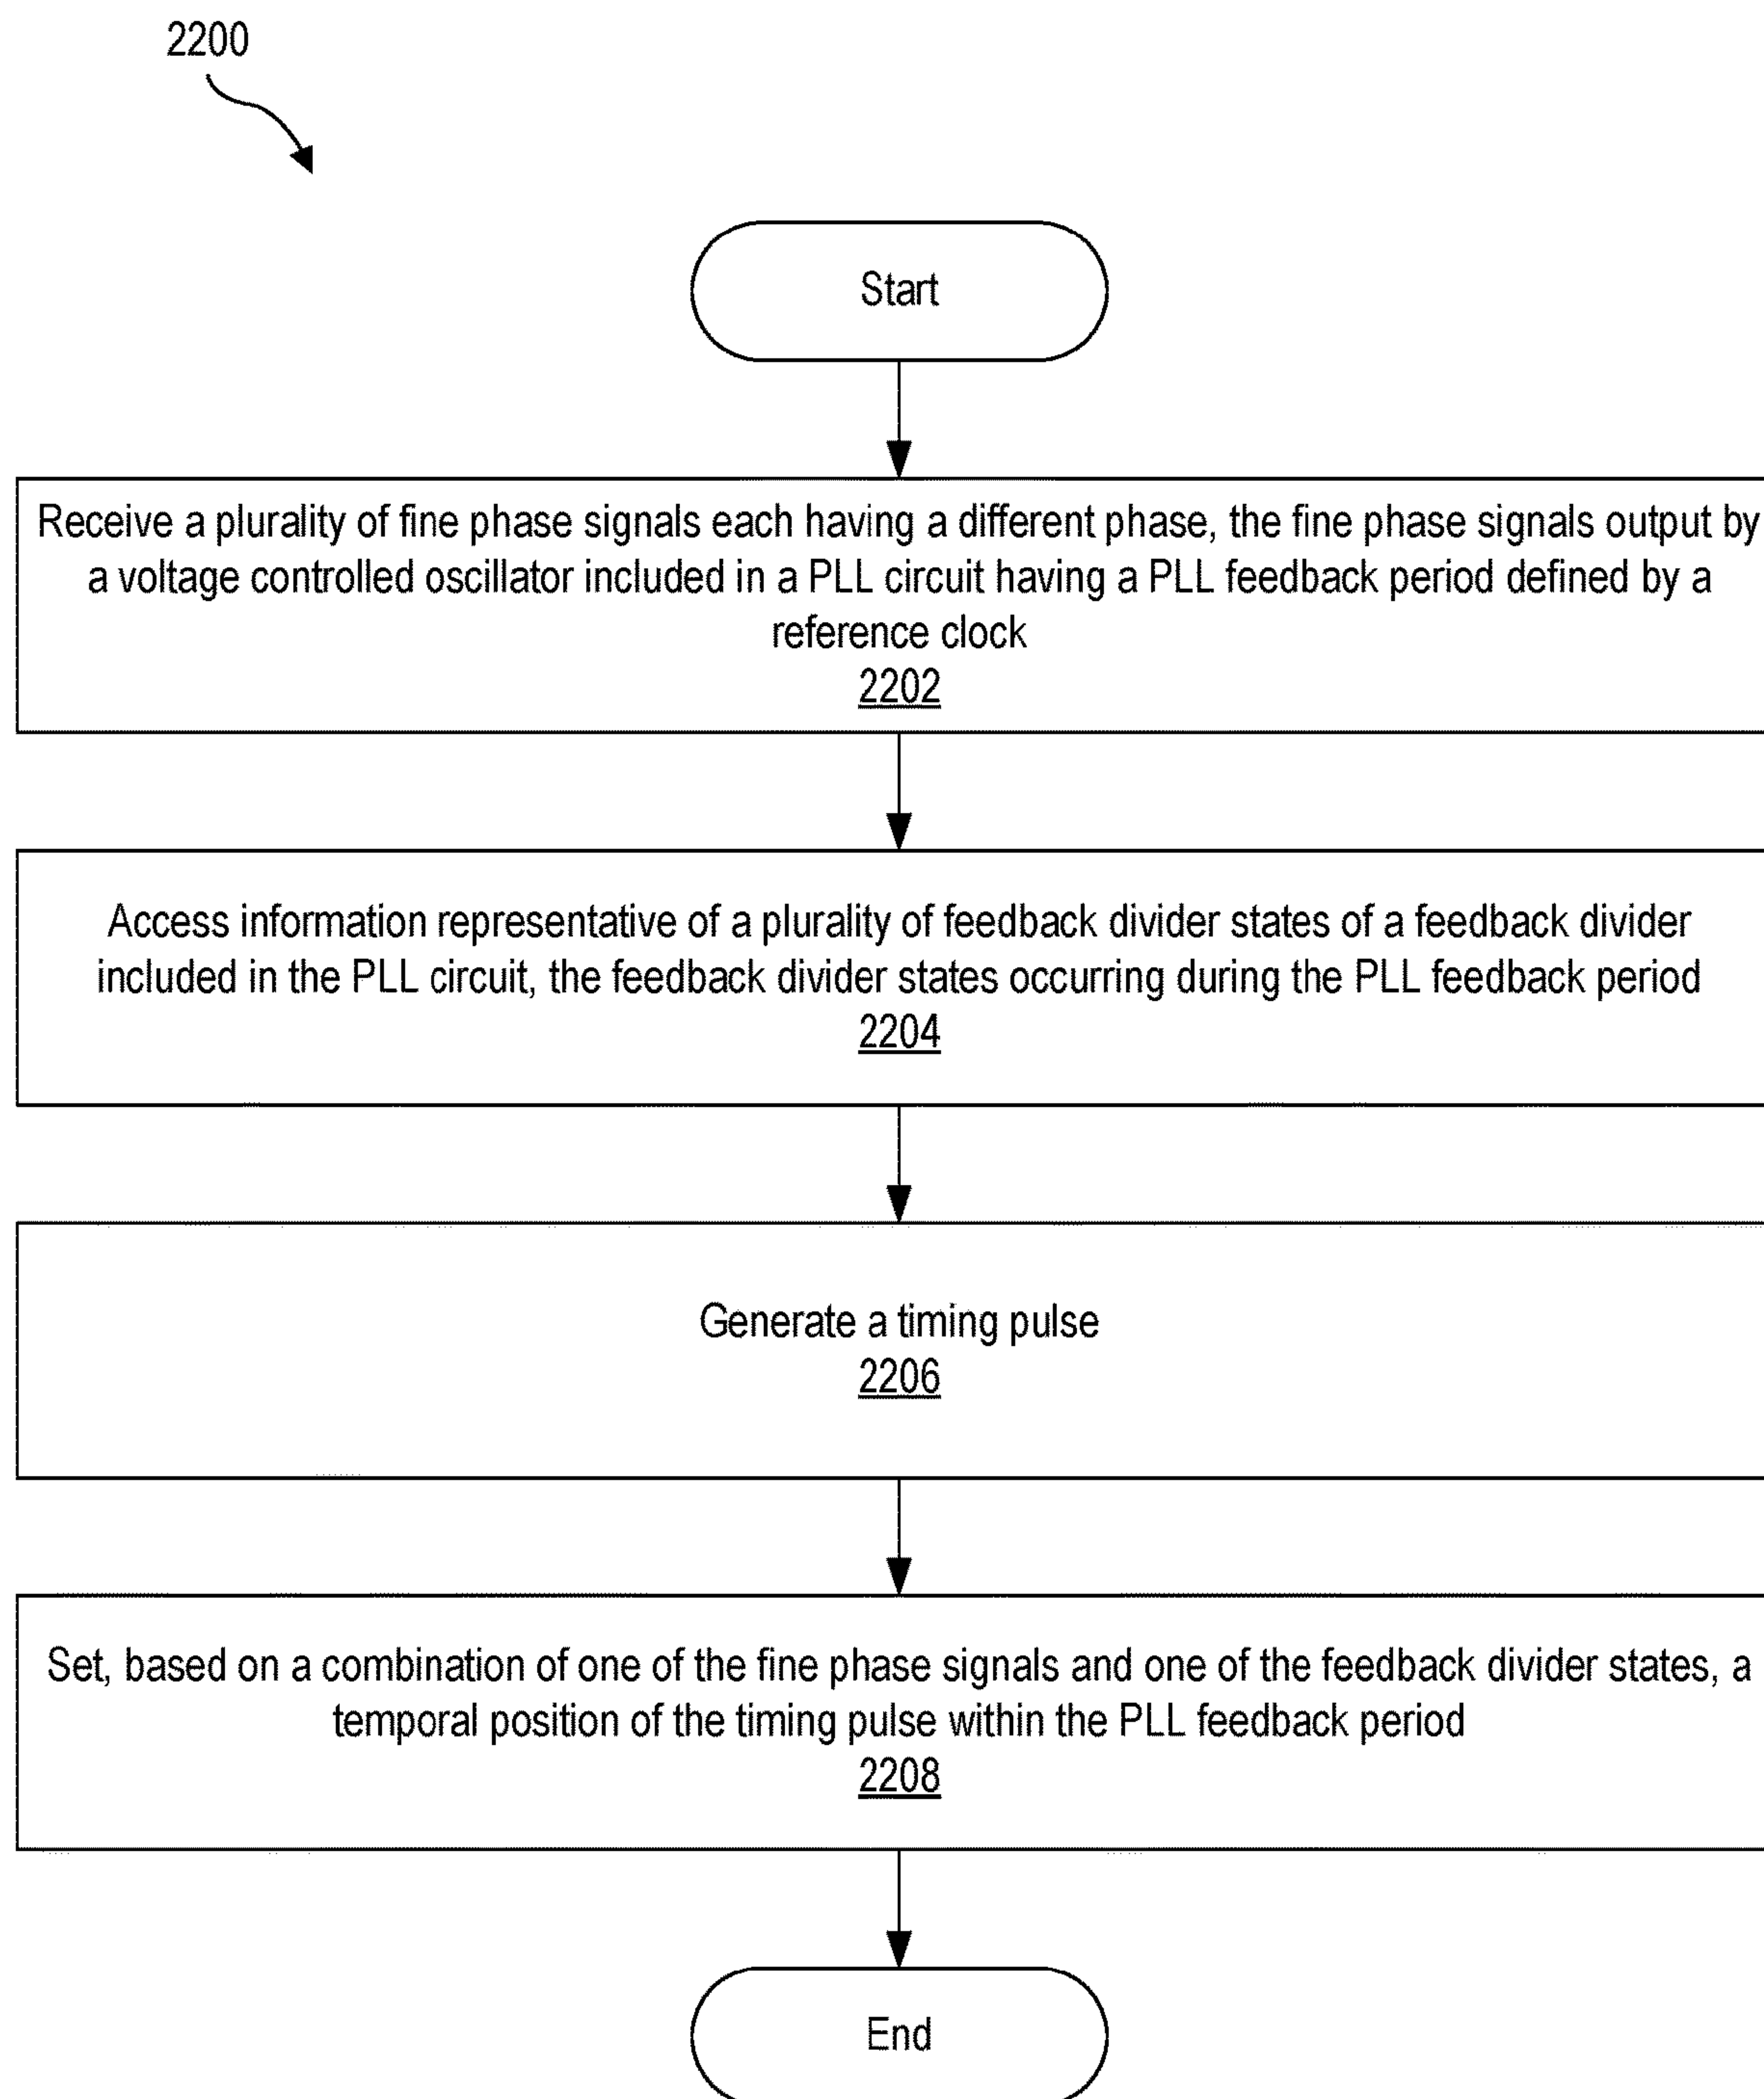 2200
Start
Receive a plurality of fine phase signals each having a different phase, the fine phase signals output by
a voltage controlled oscillator included in a PLL circuit having a PLL feedback period defined by a
reference clock
2202
Access information representative of a plurality of feedback divider states of a feedback divider
included in the PLL circuit, the feedback divider states occurring during the PLL feedback period
2204
Generate a timing pulse
2206
Set, based on a combination of one of the fine phase signals and one of the feedback divider states, a
temporal position of the timing pulse within the PLL feedback period
2208
End